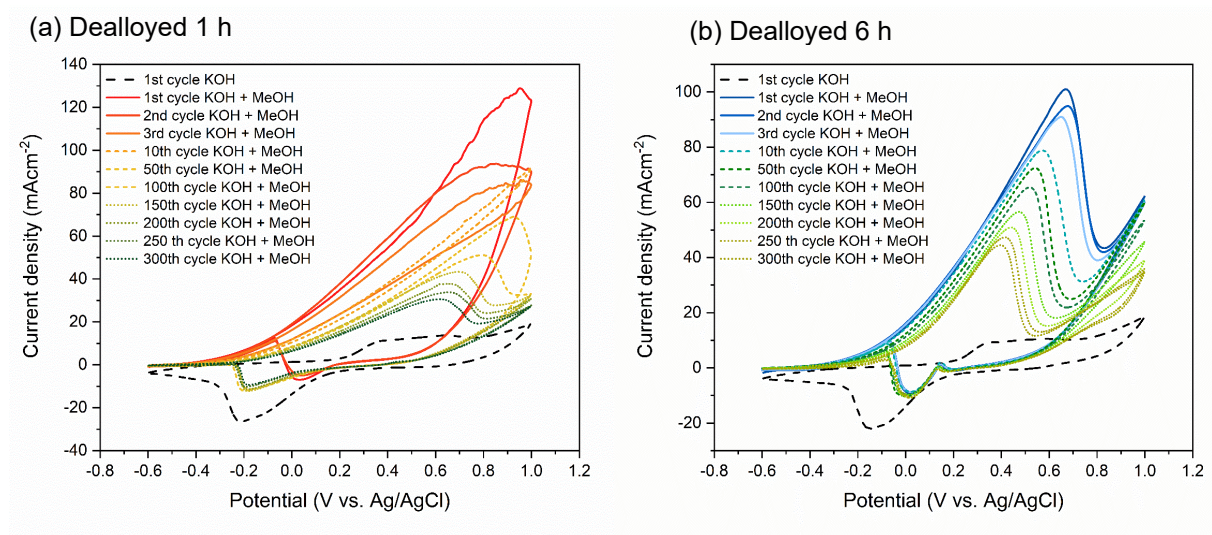 (a) Dealloyed 1 h
140
120
100
80
60
40
20
0
-20
-40
-0.8
-0.6
-0.4
-0.2
0.0
0.2
0.4
0.6
0.8
1.0
1.2
Current density (mAcm-2)
Potential (V vs. Ag/AgCl)
1st cycle KOH
1st cycle KOH + MeOH
2nd cycle KOH + MeOH
3rd cycle KOH + MeOH
10th cycle KOH + MeOH
50th cycle KOH + MeOH
100th cycle KOH + MeOH
150th cycle KOH + MeOH
200th cycle KOH + MeOH
250 th cycle KOH + MeOH
300th cycle KOH + MeOH
(b) Dealloyed 6 h
100
80
60
40
20
0
-20
-0.8
-0.6
-0.4
-0.2
0.0
0.2
0.4
0.6
0.8
1.0
1.2
Current density (mAcm-2)
Potential (V vs. Ag/AgCl)
1st cycle KOH
1st cycle KOH + MeOH
2nd cycle KOH + MeOH
3rd cycle KOH + MeOH
10th cycle KOH + MeOH
50th cycle KOH + MeOH
100th cycle KOH + MeOH
150th cycle KOH + MeOH
200th cycle KOH + MeOH
250 th cycle KOH + MeOH
300th cycle KOH + MeOH